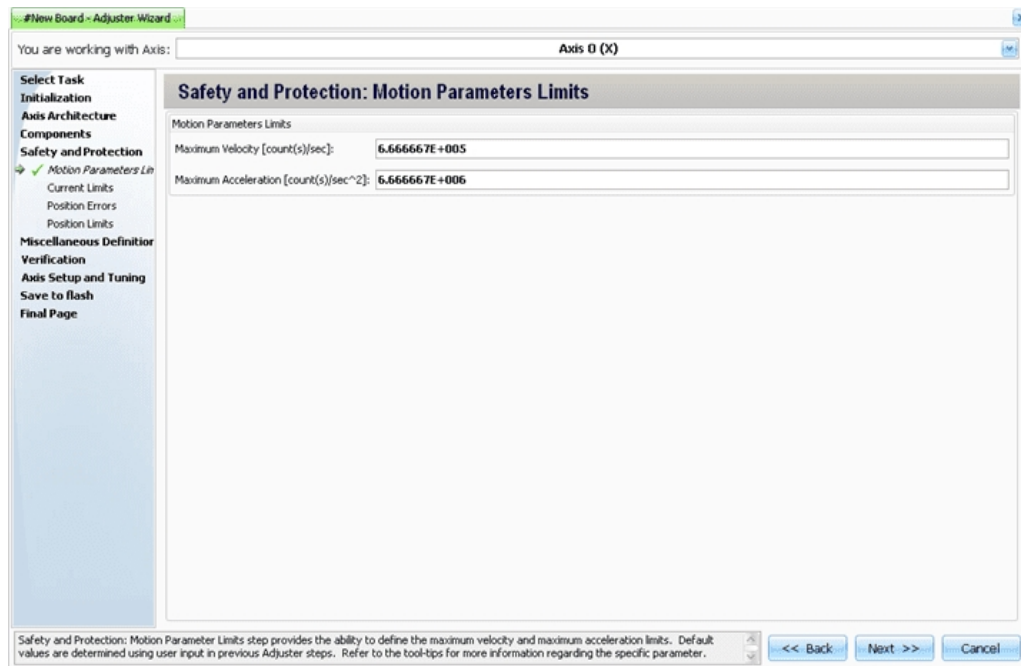 #New Board - Adjuster Wizard
You are working with Axis:
Axis 0 (X)
Select Task
Initialization
Axis Architecture
Components
Safety and Protection
Motion Parameters Lin
Current Limits
Position Errors
Position Limits
Miscellaneous Definition
Verification
Axis Setup and Tuning
Save to flash
Final Page
Safety and Protection: Motion Parameters Limits
Motion Parameters Limits
Maximum Velocity [count(s)/sec]: 6.666667E+005
Maximum Acceleration [count(s)/sec^2]: 6.666667E+006
Safety and Protection: Motion Parameter Limits step provides the ability to define the maximum velocity and maximum acceleration limits. Default
values are determined using user input in previous Adjuster steps. Refer to the tool-tips for more information regarding the specific parameter.
<< Back
Next >>
Cancel